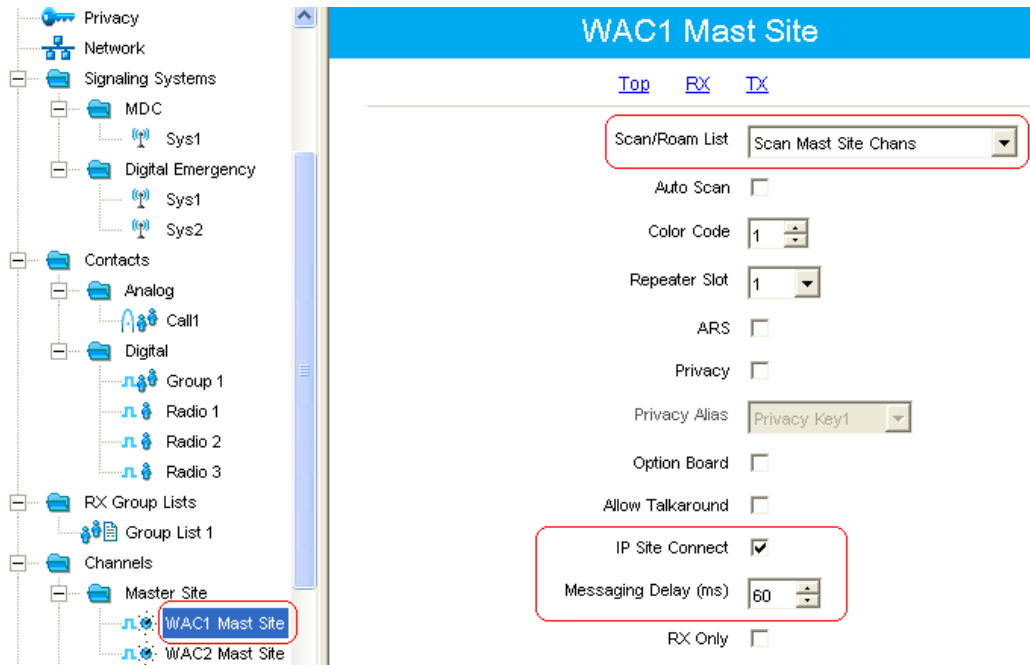 Privacy
Network
Signaling Systems
MDC
Sys1
Digital Emergency
Sys1
Sys2
Contacts
Analog
Call1
Digital
Group 1
Radio 1
Radio 2
Radio 3
RX Group Lists
Group List 1
Channels
Master Site
WAC1 Mast Site
WAC2 Mast Site
WAC1 Mast Site
Top RX TX
Scan/Roam List Scan Mast Site Chans
Auto Scan
Color Code 1
Repeater Slot 1
ARS
Privacy
Privacy Alias Privacy Key1
Option Board
Allow Talkaround
IP Site Connect
Messaging Delay (ms) 60
RX Only